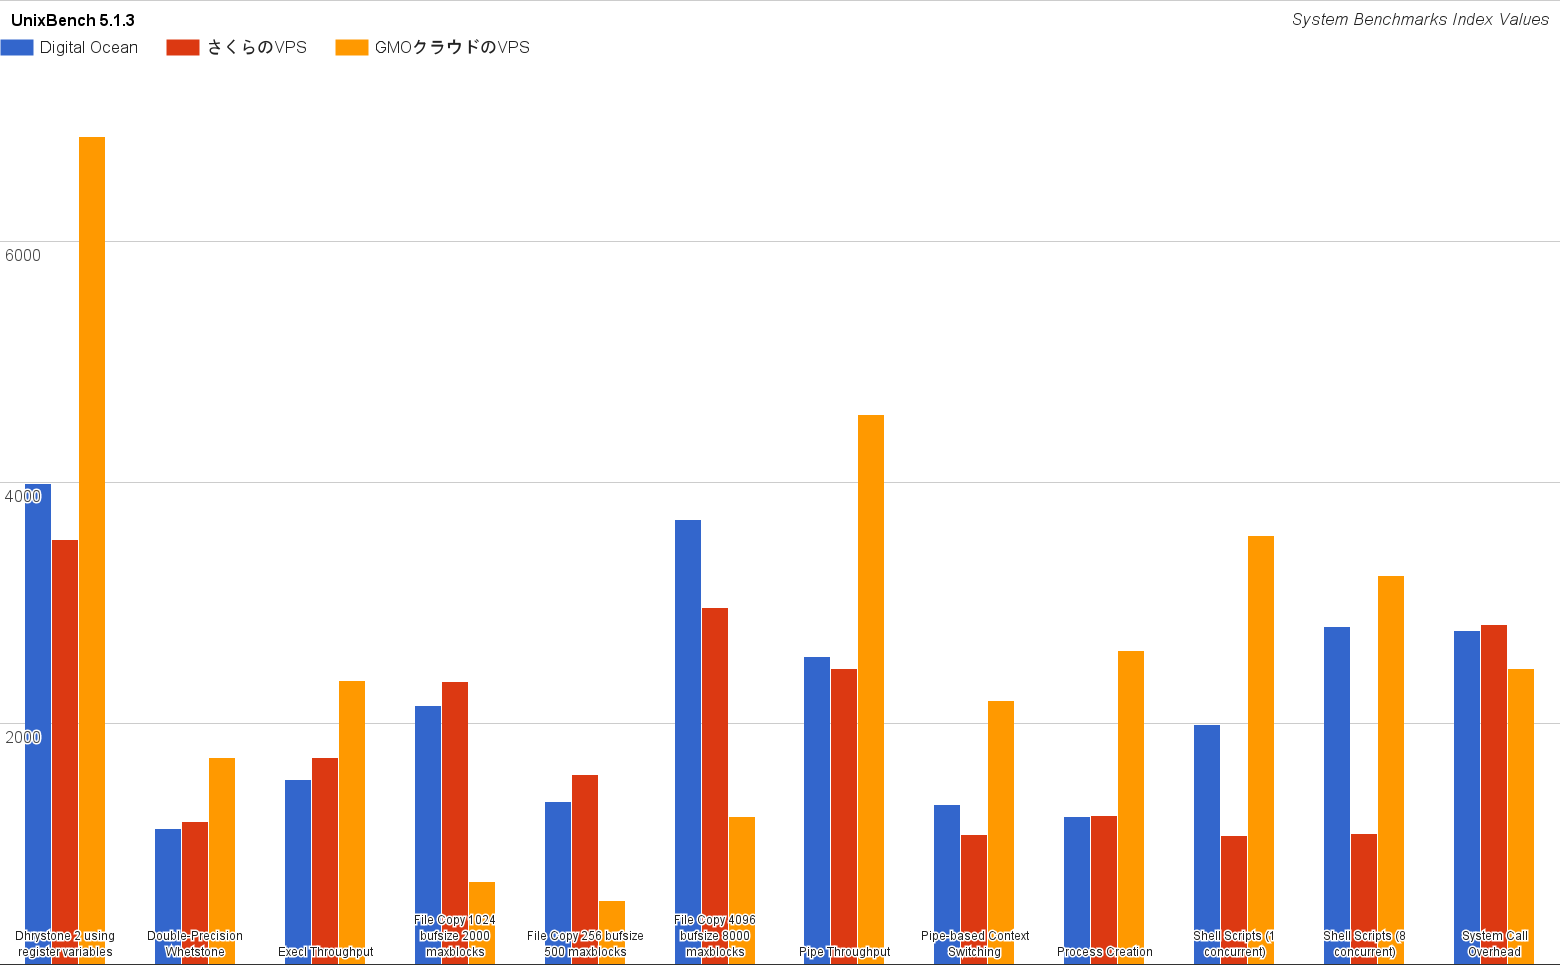 UnixBench 5.1.3
System Benchmarks Index Values
Digital Ocean
さくらのVPS
GMOクラウドのVPS
6000
4000
2000
Dhrystone 2 using
register variables
Double-Precision
Whetstone
Execl Throughput
File Copy 1024
bufsize 2000
maxblocks
File Copy 256 bufsize
500 maxblocks
File Copy 4096
bufsize 8000
maxblocks
Pipe Throughput
Pipe-based Context
Switching
Process Creation
Shell Scripts (1
concurrent)
Shell Scripts (8
concurrent)
System Call
Overhead